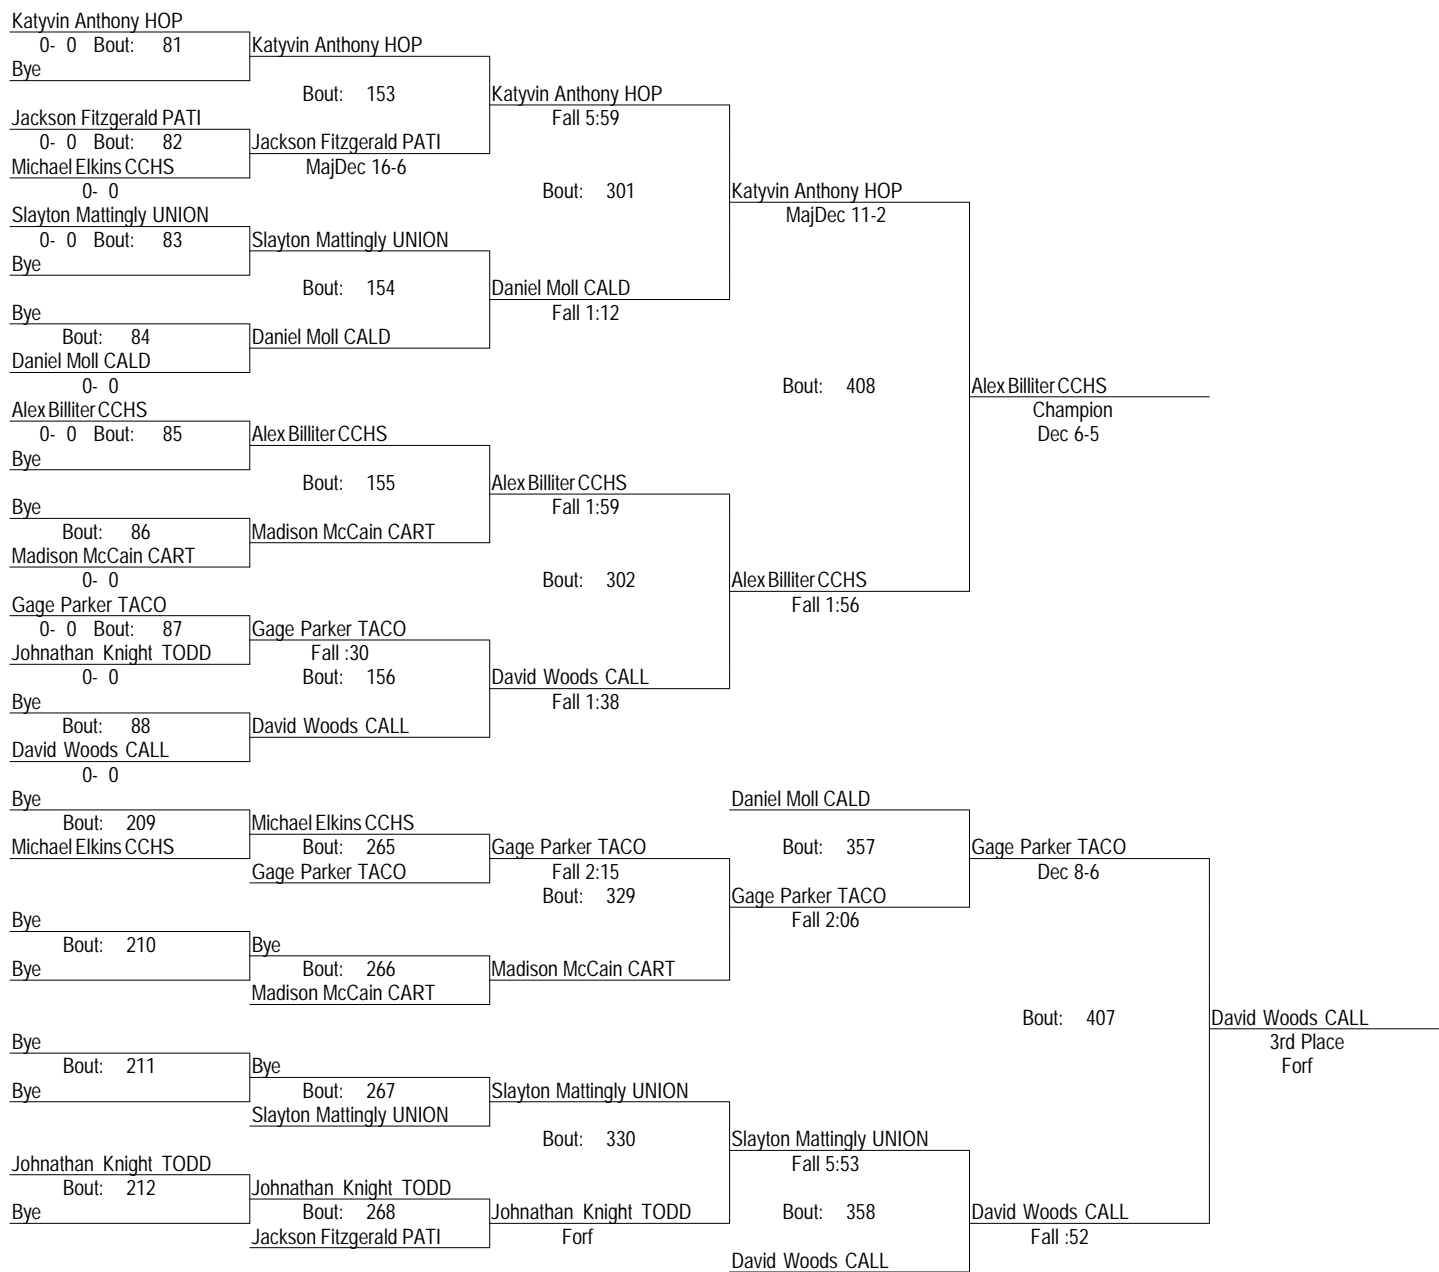 Katyvin Anthony HOP
0- 0 Bout: 81
Bye
Katyvin Anthony HOP
Bout: 153
Jackson Fitzgerald PATI
0- 0 Bout: 82
Michael Elkins CCHS
0- 0
Jackson Fitzgerald PATI
MajDec 16-6
Katyvin Anthony HOP
Fall 5:59
Bout: 301
Slayton Mattingly UNION
0- 0 Bout: 83
Bye
Slayton Mattingly UNION
Bout: 154
Bye
Bout: 84
Daniel Moll CALD
0- 0
Daniel Moll CALD
Daniel Moll CALD
Fall 1:12
Katyvin Anthony HOP
MajDec 11-2
Bout: 408
Alex Billiter CCHS
Champion
Dec 6-5
Alex Billiter CCHS
0- 0 Bout: 85
Bye
Alex Billiter CCHS
Bout: 155
Bye
Bout: 86
Madison McCain CART
0- 0
Madison McCain CART
Alex Billiter CCHS
Fall 1:59
Bout: 302
Alex Billiter CCHS
Fall 1:56
Gage Parker TACO
0- 0 Bout: 87
Johnathan Knight TODD
0- 0
Gage Parker TACO
Fall :30
Bout: 156
Bye
Bout: 88
David Woods CALL
0- 0
David Woods CALL
David Woods CALL
Fall 1:38
Bye
Bout: 209
Michael Elkins CCHS
Michael Elkins CCHS
Bout: 265
Gage Parker TACO
Gage Parker TACO
Fall 2:15
Bout: 329
Bye
Bout: 210
Bye
Bye
Bout: 266
Madison McCain CART
Madison McCain CART
Daniel Moll CALD
Bout: 357
Gage Parker TACO
Fall 2:06
Gage Parker TACO
Dec 8-6
Bout: 407
David Woods CALL
3rd Place
Forf
Bye
Bout: 211
Bye
Bye
Bout: 267
Slayton Mattingly UNION
Slayton Mattingly UNION
Bout: 330
Johnathan Knight TODD
Bout: 212
Bye
Johnathan Knight TODD
Bout: 268
Jackson Fitzgerald PATI
Johnathan Knight TODD
Forf
Slayton Mattingly UNION
Fall 5:53
Bout: 358
David Woods CALL
David Woods CALL
Fall :52